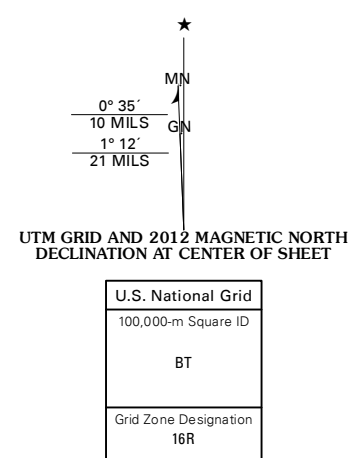 ★
MN
0° 35´
10 MILS
GN
1° 12´
21 MILS
UTM GRID AND 2012 MAGNETIC NORTH
DECLINATION AT CENTER OF SHEET
U.S. National Grid
100,000-m Square ID
BT
Grid Zone Designation
16R